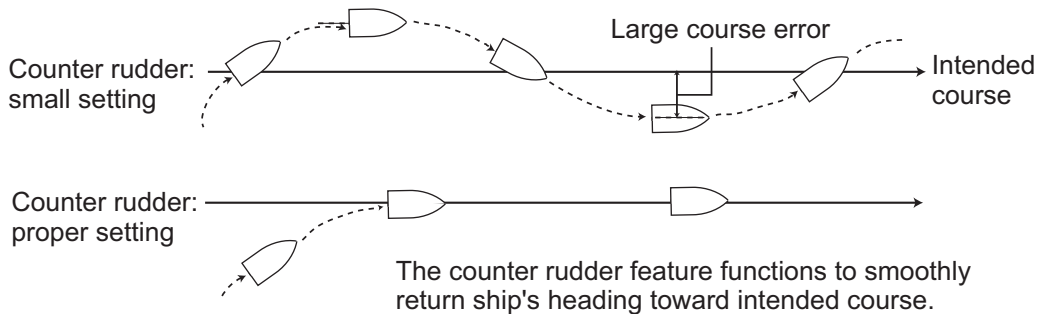 Large course error
Counter rudder:
small setting
Intended
course
Counter rudder:
proper setting
The counter rudder feature functions to smoothly
return ship's heading toward intended course.